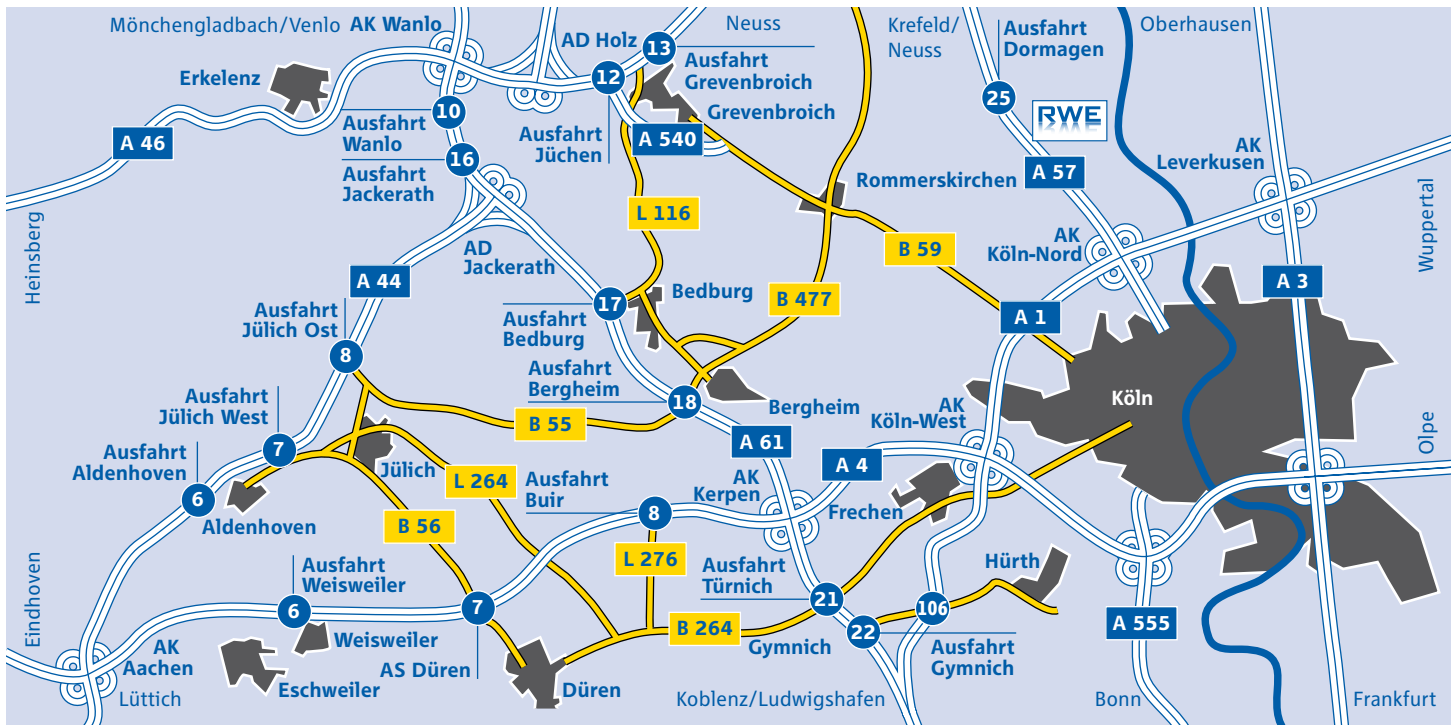 Mönchengladbach/Venlo
AK Wanlo
Neuss
Krefeld/
Neuss
Ausfahrt
Dormagen
Oberhausen
AD Holz
13
Ausfahrt
Grevenbroich
Erkelenz
12
Grevenbroich
25
RWE
10
Ausfahrt
Wanlo
Ausfahrt
Jüchen
A 540
A 46
16
Ausfahrt
Jackerath
Rommerskirchen
A 57
AK
Leverkusen
Heinsberg
L 116
B 59
AK
Köln-Nord
Wuppertal
AD
Jackerath
A 44
Bedburg
B 477
A 3
17
Ausfahrt
Bedburg
A 1
Ausfahrt
Jülich Ost
8
Ausfahrt
Bergheim
18
Bergheim
Köln
Ausfahrt
Jülich West
7
B 55
A 61
AK
Köln-West
Olpe
Ausfahrt
Aldenhoven
6
Jülich
L 264
Ausfahrt
Buir
8
AK
Kerpen
A 4
Aldenhoven
B 56
Frechen
Eindhoven
Ausfahrt
Weisweiler
6
7
L 276
Ausfahrt
Türnich
21
Hürth
106
A 555
Weisweiler
B 264
22
AK
Aachen
Eschweiler
AS Düren
Düren
Gymnich
Ausfahrt
Gymnich
Lüttich
Koblenz/Ludwigshafen
Bonn
Frankfurt